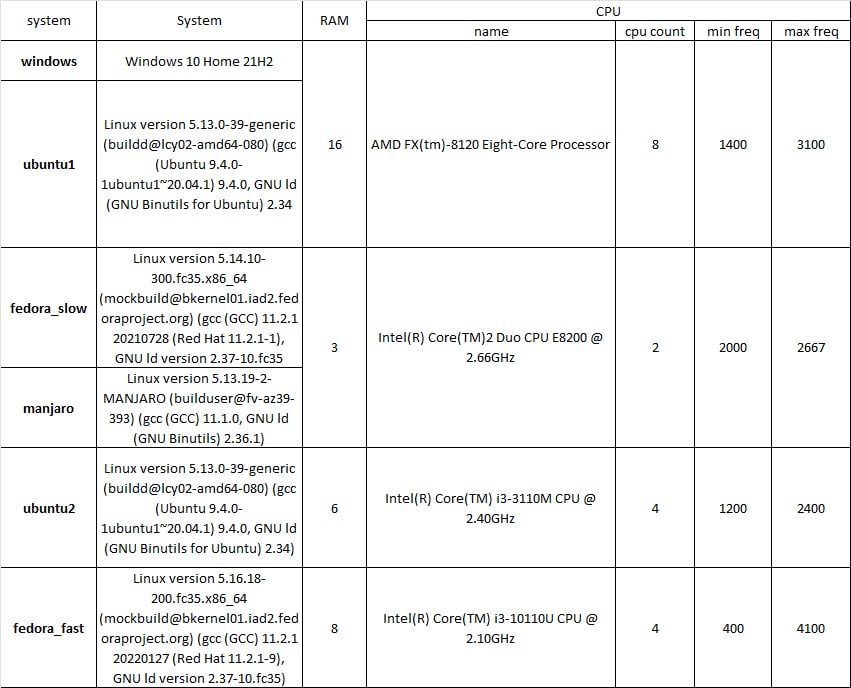 system
System
RAM
CPU
name
cpu count
min freq
max freq
windows
Windows 10 Home 21H2
ubuntu1
Linux version 5.13.0-39-generic
(buildd@lcy02-amd64-080) (gcc
(Ubuntu 9.4.0-
1ubuntu1~20.04.1) 9.4.0, GNU ld
(GNU Binutils for Ubuntu) 2.34
16
AMD FX(tm)-8120 Eight-Core Processor
8
1400
3100
fedora_slow
Linux version 5.14.10-
300.fc35.x86_64
(mockbuild@bkernel01.iad2.fed
oraproject.org) (gcc (GCC) 11.2.1
20210728 (Red Hat 11.2.1-1),
GNU ld version 2.37-10.fc35
3
Intel(R) Core(TM)2 Duo CPU E8200 @
2.66GHz
2
2000
2667
manjaro
Linux version 5.13.19-2-
MANJARO (builduser@fv-az39-
393) (gcc (GCC) 11.1.0, GNU ld
(GNU Binutils) 2.36.1)
ubuntu2
Linux version 5.13.0-39-generic
(buildd@lcy02-amd64-080) (gcc
(Ubuntu 9.4.0-
1ubuntu1~20.04.1) 9.4.0, GNU ld
(GNU Binutils for Ubuntu) 2.34)
6
Intel(R) Core(TM) i3-3110M CPU @
2.40GHz
4
1200
2400
fedora_fast
Linux version 5.16.18-
200.fc35.x86_64
(mockbuild@bkernel01.iad2.fed
oraproject.org) (gcc (GCC) 11.2.1
20220127 (Red Hat 11.2.1-9),
GNU ld version 2.37-10.fc35)
8
Intel(R) Core(TM) i3-10110U CPU @
2.10GHz
4
400
4100